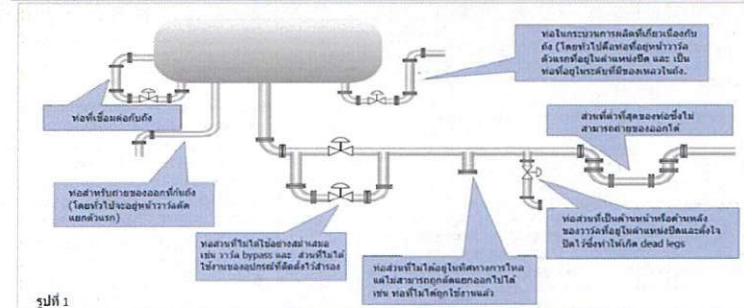 ท่อในกระบวนการผลิตที่เกี่ยวเนื่องกับ
ถัง (โดยทั่วไปคือท่อที่อยู่หน้าวาล์ว
ตัวแรกที่อยู่ในตำแหน่งปิด และ เป็น
ท่อที่อยู่ในระดับที่มีของเหลวในถัง.
ท่อที่เชื่อมต่อกับถัง
ส่วนที่ต่ำที่สุดของท่อซึ่งไม่
สามารถถ่ายของออกได้
ท่อสำหรับถ่ายของออกที่ก้นถัง
(โดยทั่วไปจะอยู่หน้าวาล์วตัด
แยกตัวแรก)
ท่อส่วนที่ไม่ได้ใช้อย่างสม่ำเสมอ
เช่น วาล์ว bypass และ ส่วนที่ไม่ได้
ใช้งานของอุปกรณ์ที่ติดตั้งไว้สำรอง
ท่อส่วนที่ไม่ได้อยู่ในทิศทางการไหล
แต่ไม่สามารถถูกตัดแยกออกไปได้
เช่น ท่อที่ไม่ได้ถูกใช้งานแล้ว
ท่อส่วนที่เป็นด้านหน้าหรือด้านหลัง
ของวาล์วที่อยู่ในตำแหน่งปิดและตั้งใจ
ปิดไว้ซึ่งทำให้เกิด dead legs
รูปที่ 1